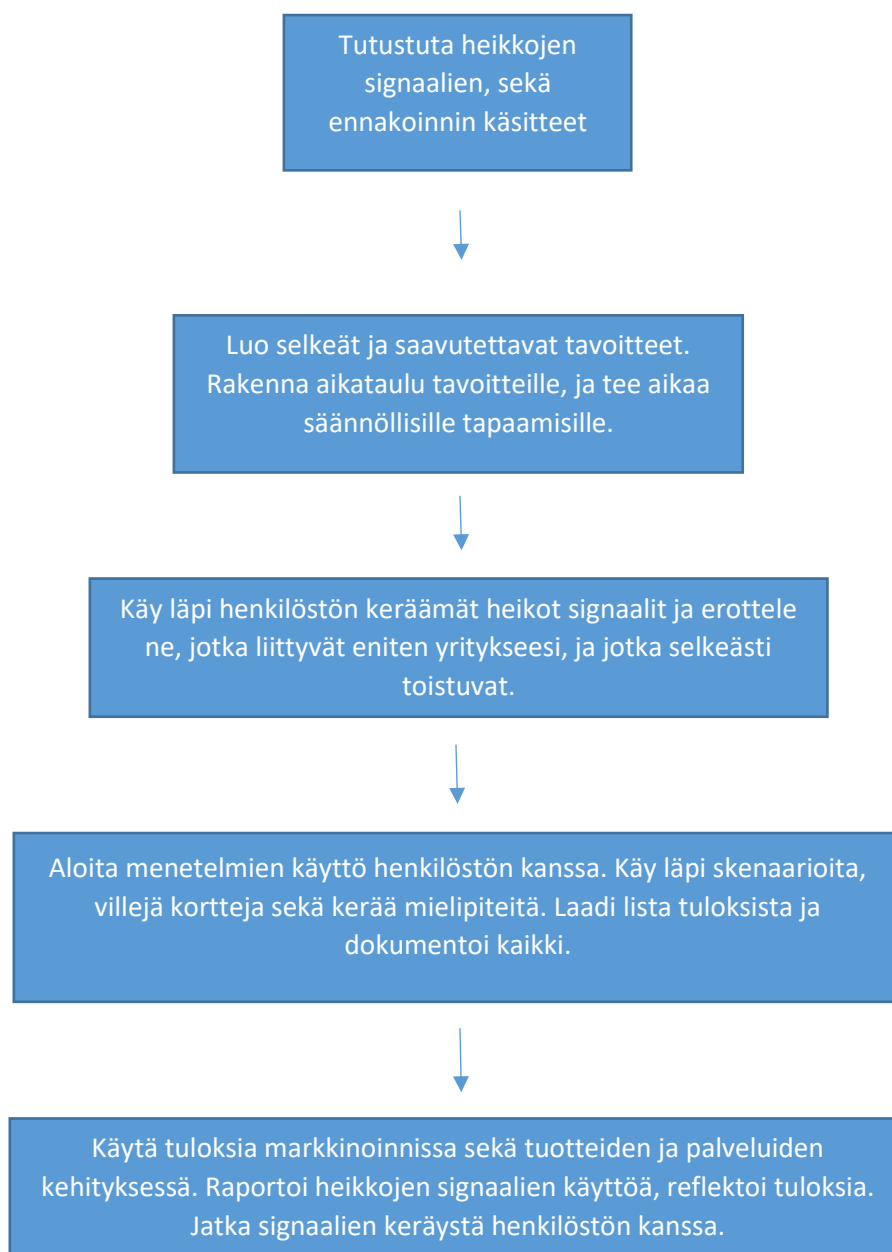 Tutustuta heikkojen
signaalien, sekä
ennakoinnin käsitteet
Luo selkeät ja saavutettavat tavoitteet.
Rakenna aikataulu tavoitteille, ja tee aikaa
säännöllisille tapaamisille.
Käy läpi henkilöstön keräämät heikot signaalit ja erottele
ne, jotka liittyvät eniten yritykseesi, ja jotka selkeästi
toistuvat.
Aloita menetelmien käyttö henkilöstön kanssa. Käy läpi skenaarioita,
villejä kortteja sekä kerää mielipiteitä. Laadi lista tuloksista ja
dokumentoi kaikki.
Käytä tuloksia markkinoinnissa sekä tuotteiden ja palveluiden
kehityksessä. Raportoi heikkojen signaalien käyttöä, reflektoi tuloksia.
Jatka signaalien keräystä henkilöstön kanssa.